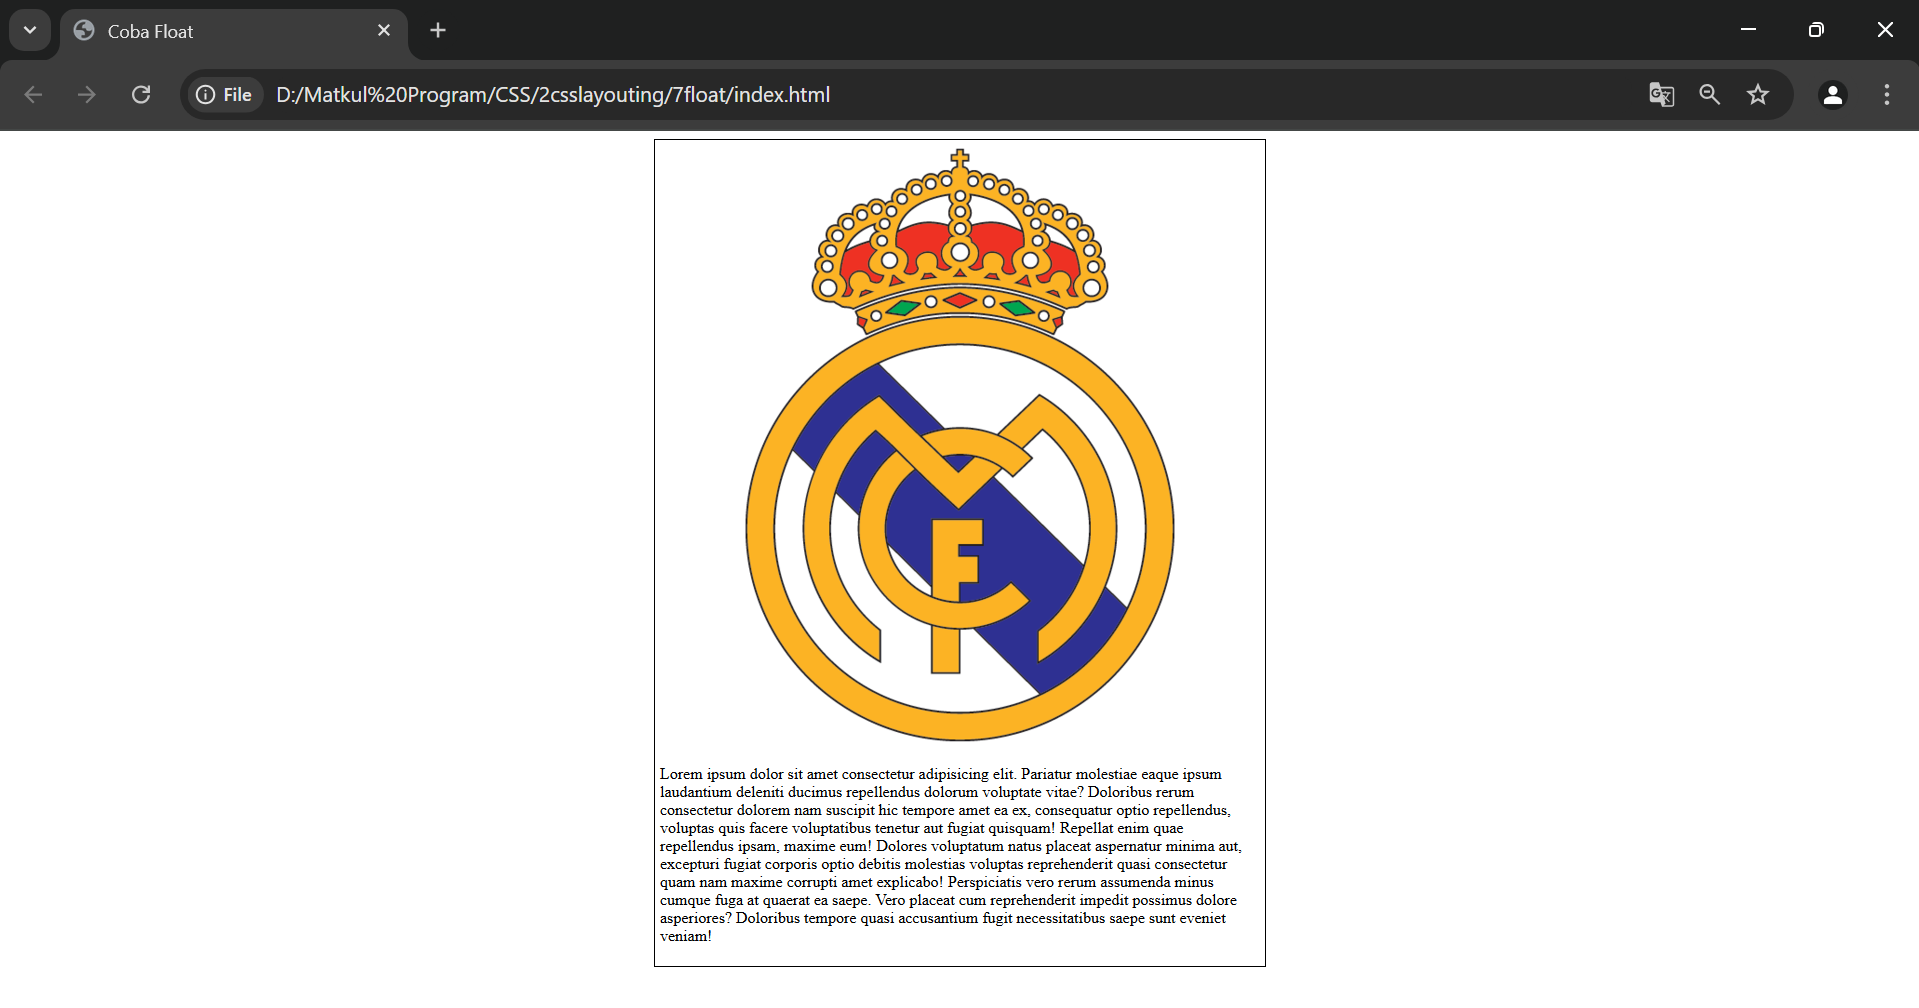 Coba Float
File
D:/Matkul%20Program/CSS/2csslayouting/7float/index.html
MCF
Lorem ipsum dolor sit amet consectetur adipisicing elit. Pariatur molestiae eaque ipsum
laudantium deleniti ducimus repellendus dolorum voluptate vitae? Doloribus rerum
consectetur dolorem nam suscipit hic tempore amet ea ex, consequatur optio repellendus,
voluptas quis facere voluptatibus tenetur aut fugiat quisquam! Repellat enim quae
repellendus ipsam, maxime eum! Dolores voluptatum natus placeat aspernatur minima aut,
excepturi fugiat corporis optio debitis molestias voluptas reprehenderit quasi consectetur
quam nam maxime corrupti amet explicabo! Perspiciatis vero rerum assumenda minus
cumque fuga at quaerat ea saepe. Vero placeat cum reprehenderit impedit possimus dolore
asperiores? Doloribus tempore quasi accusantium fugit necessitatibus saepe sunt eveniet
veniam!